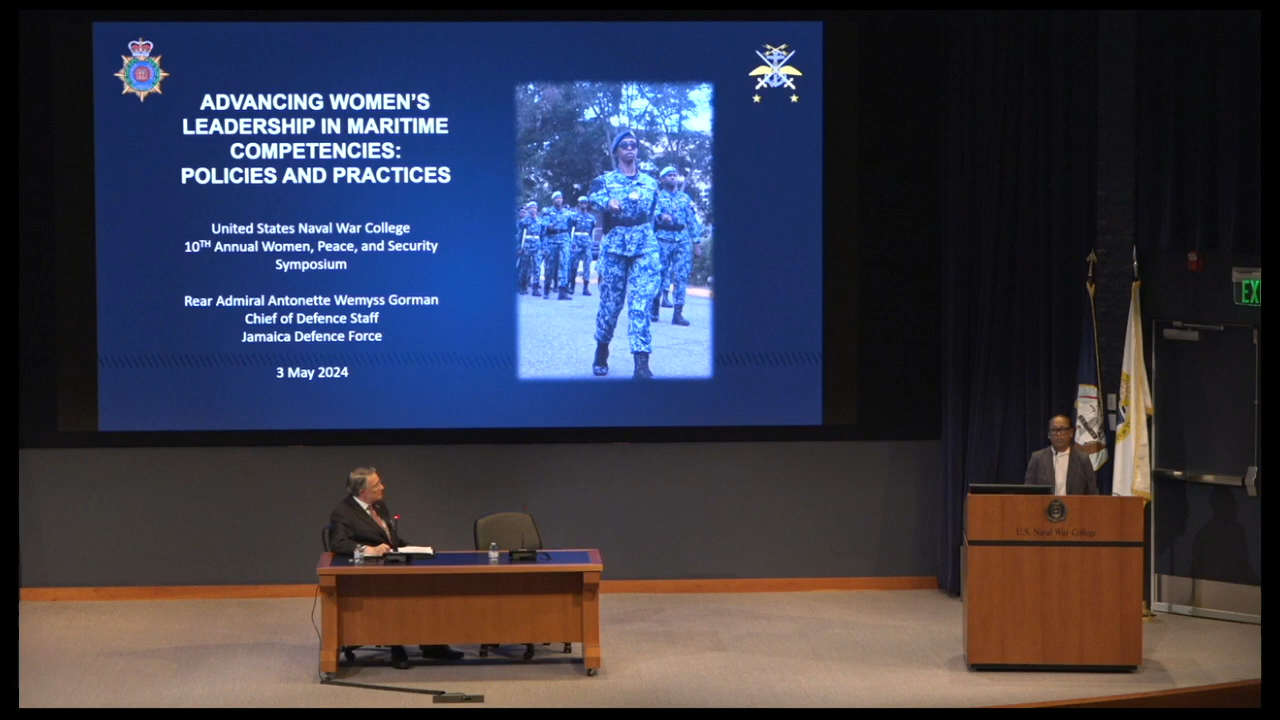 ADVANCING WOMEN'S
LEADERSHIP IN MARITIME
COMPETENCIES:
POLICIES AND PRACTICES
United States Naval War College
10TH Annual Women, Peace, and Security
Symposium
Rear Admiral Antonette Wemyss Gorman
Chief of Defence Staff
Jamaica Defence Force
3 May 2024
EX
U.S. Naval War College